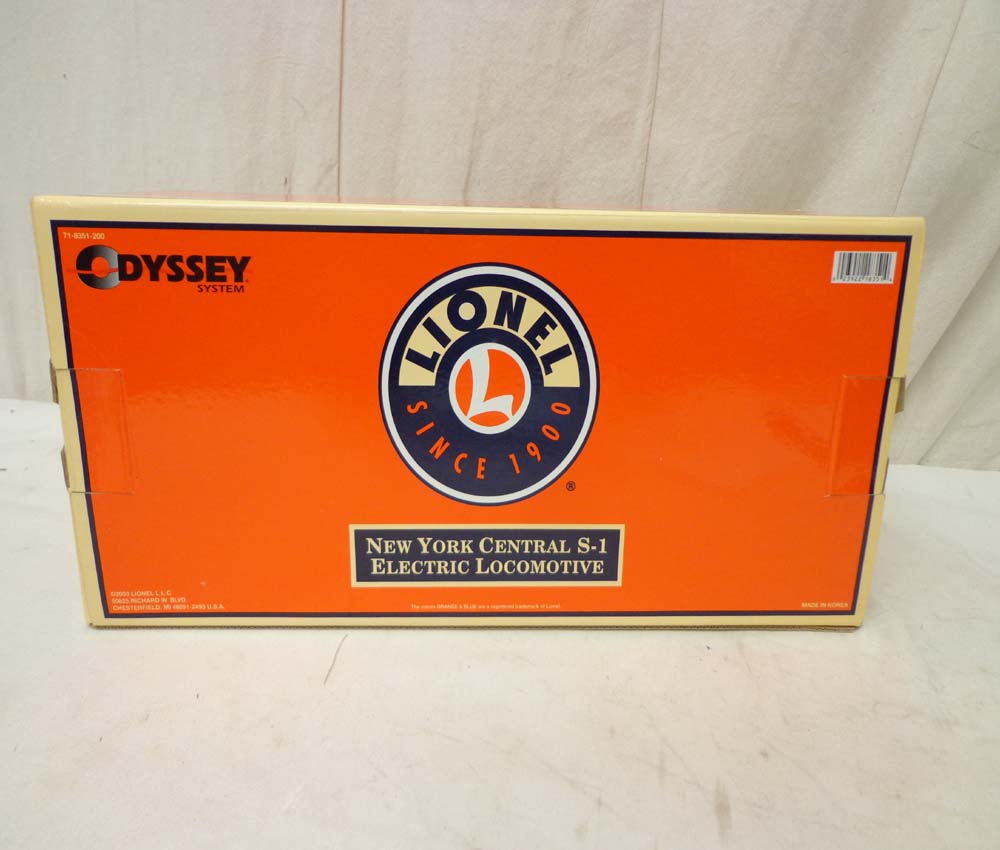 71-8351-200
ODYSSEY
SYSTEM
LIONEL
SINCE 1900
L
®
NEW YORK CENTRAL S-1
ELECTRIC LOCOMOTIVE
©2003 LIONEL L.L.C.
50625 RICHARD W. BLVD.
CHESTERFIELD, MI 48051-2493 U.S.A.
The colors ORANGE & BLUE are a registered trademark of Lionel.
MADE IN KOREA